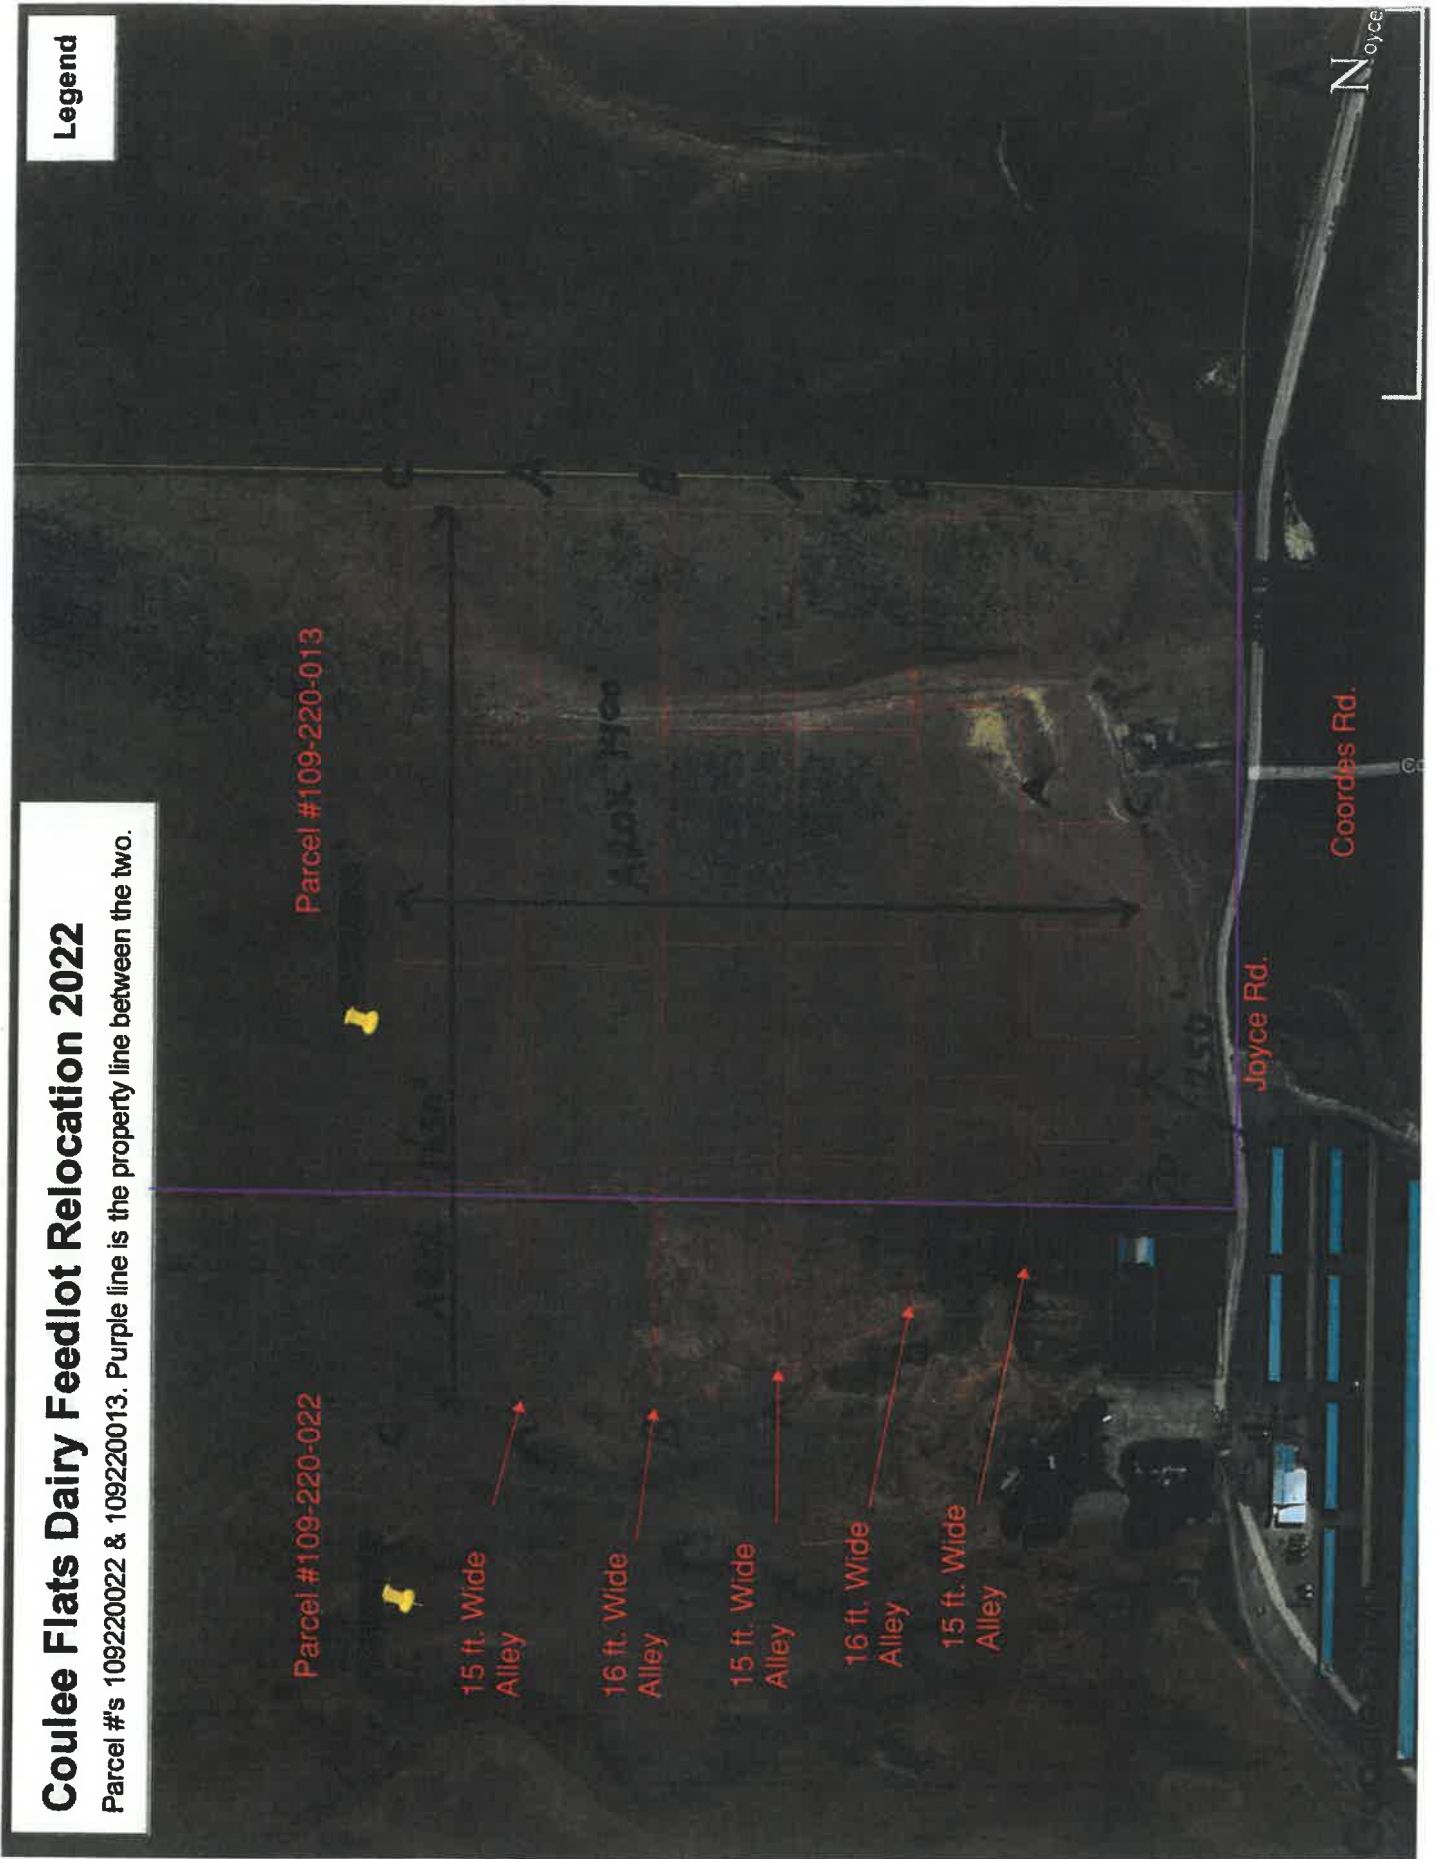 Coulee Flats Dairy Feedlot Relocation 2022
Parcel #'s 109220022 & 109220013. Purple line is the property line between the two.
Legend
Parcel #109-220-022
Parcel #109-220-013
15 ft. Wide
Alley
16 ft. Wide
Alley
15 ft. Wide
Alley
16 ft. Wide
Alley
15 ft. Wide
Alley
Joyce Rd.
Coordes Rd.
Co
N
oyce